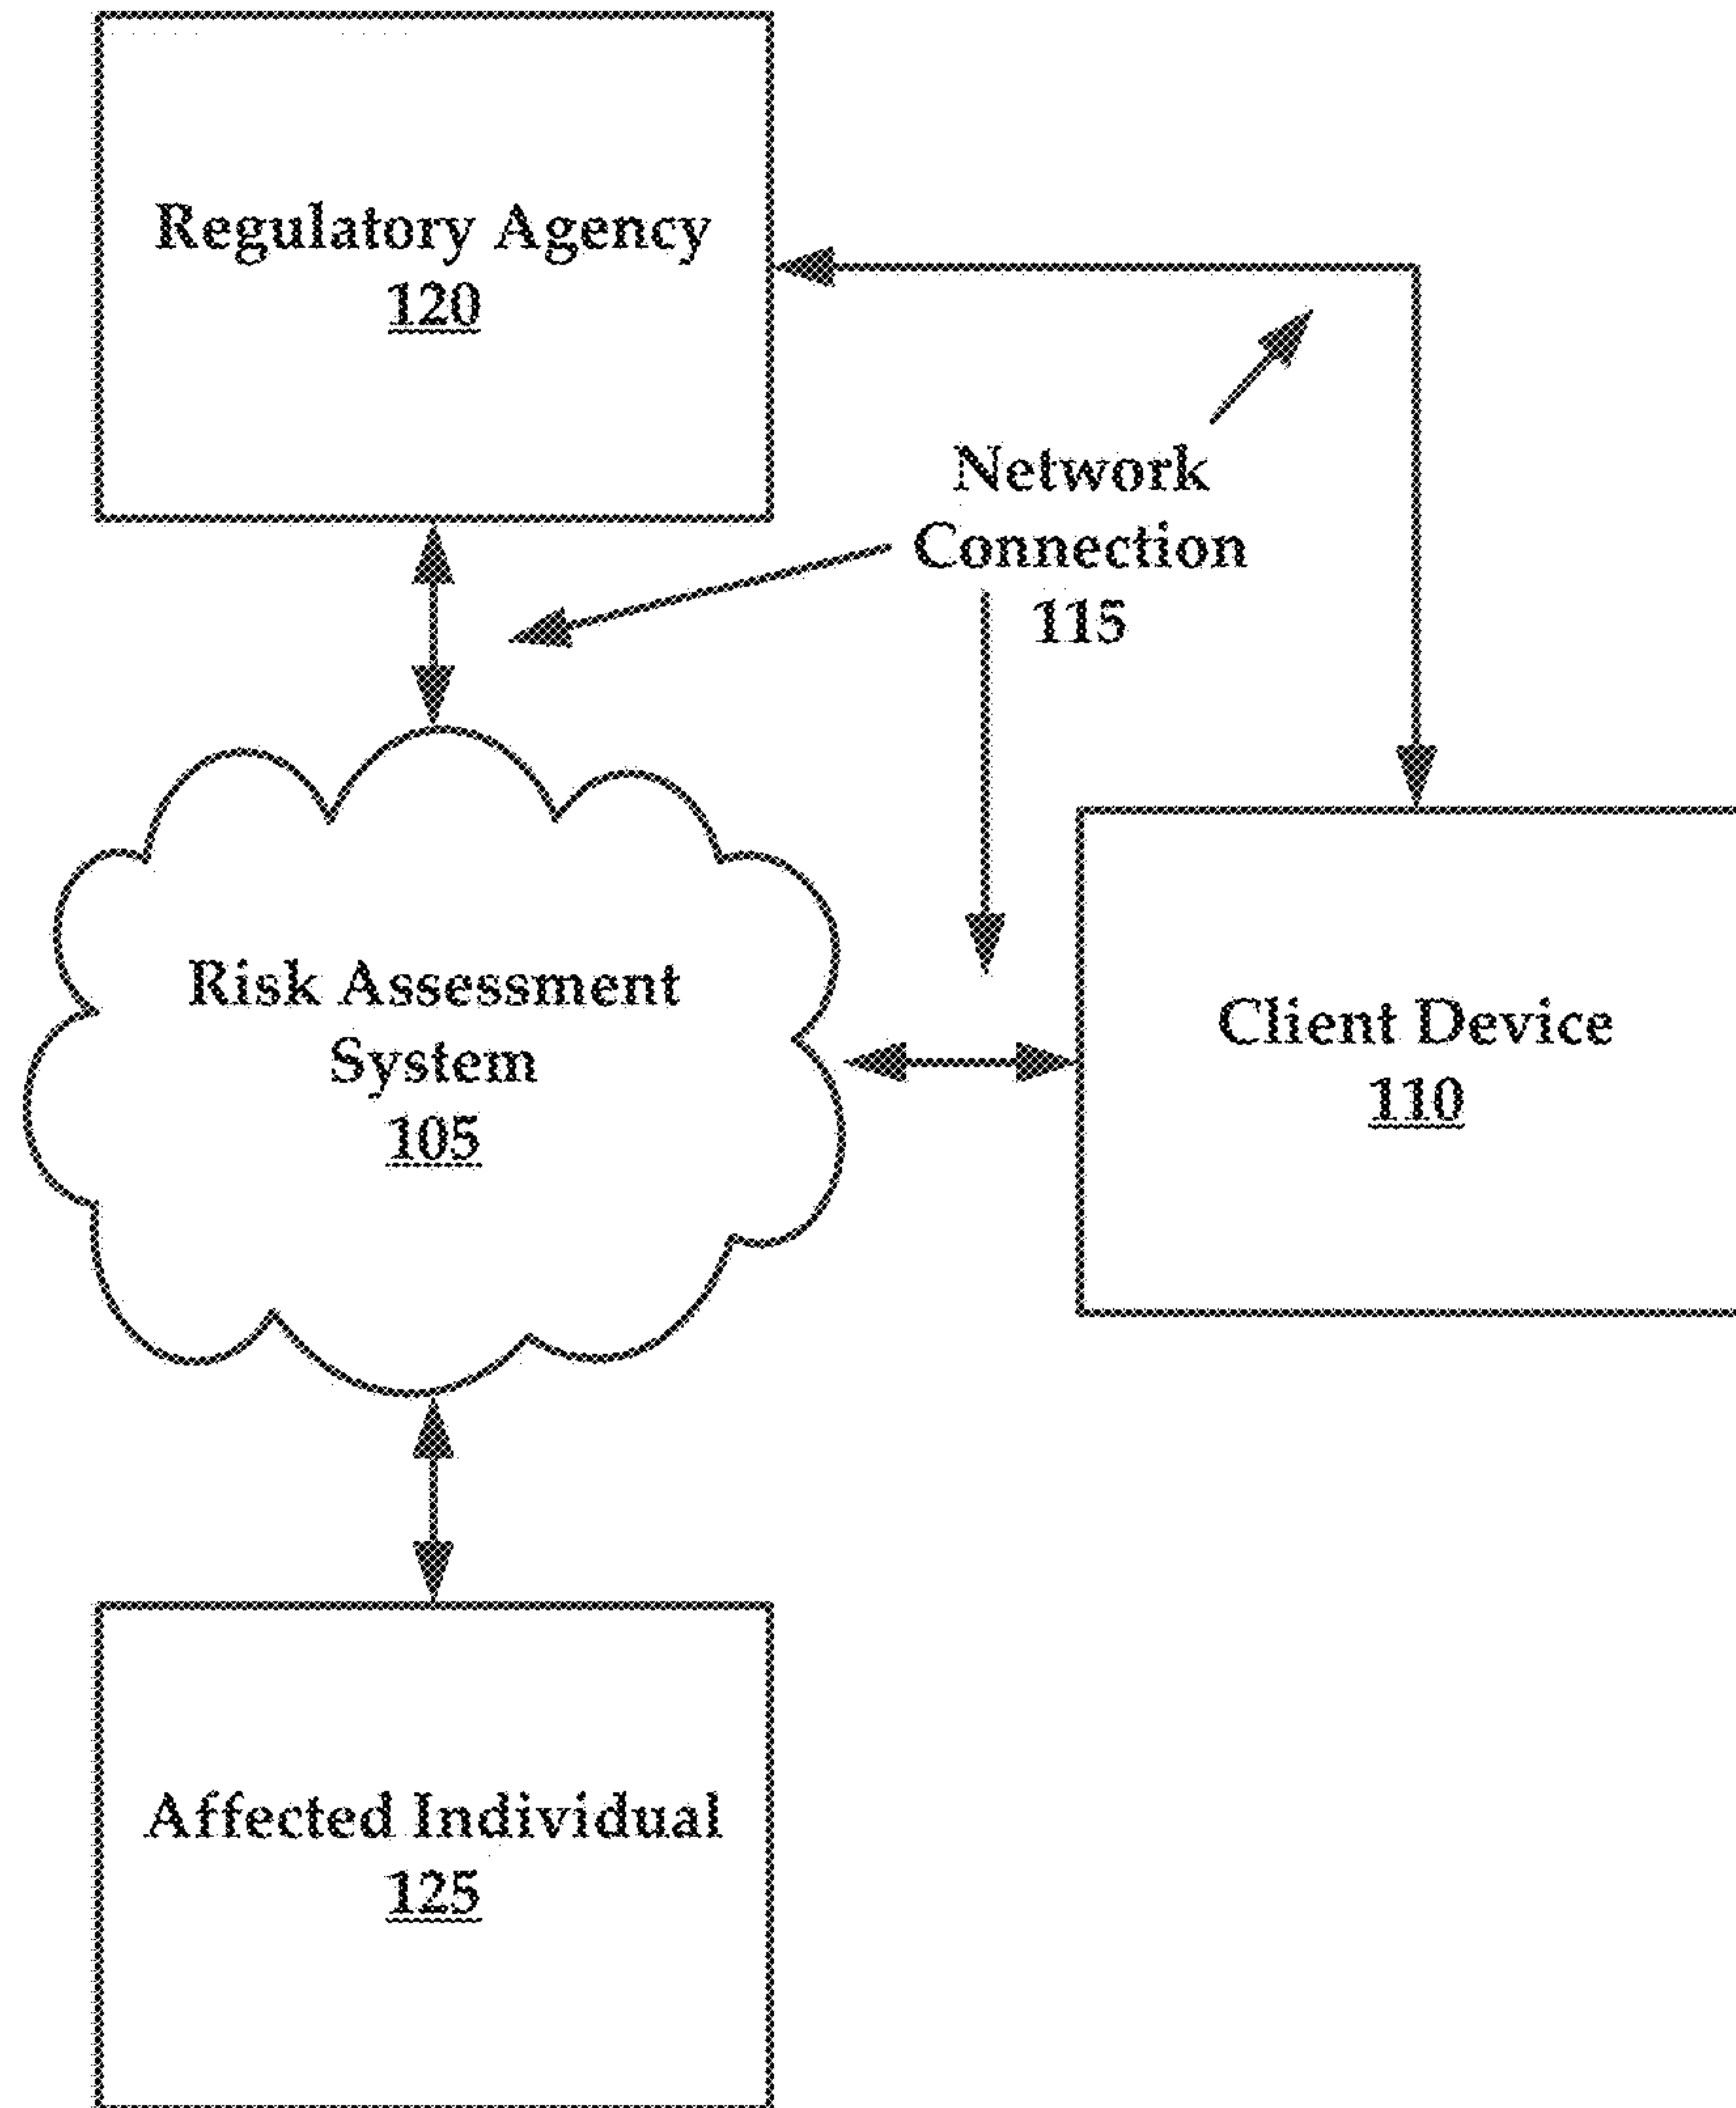 Regulatory Agency
120
Network
Connection
115
Risk Assessment
System
105
Client Device
110
Affected Individual
125